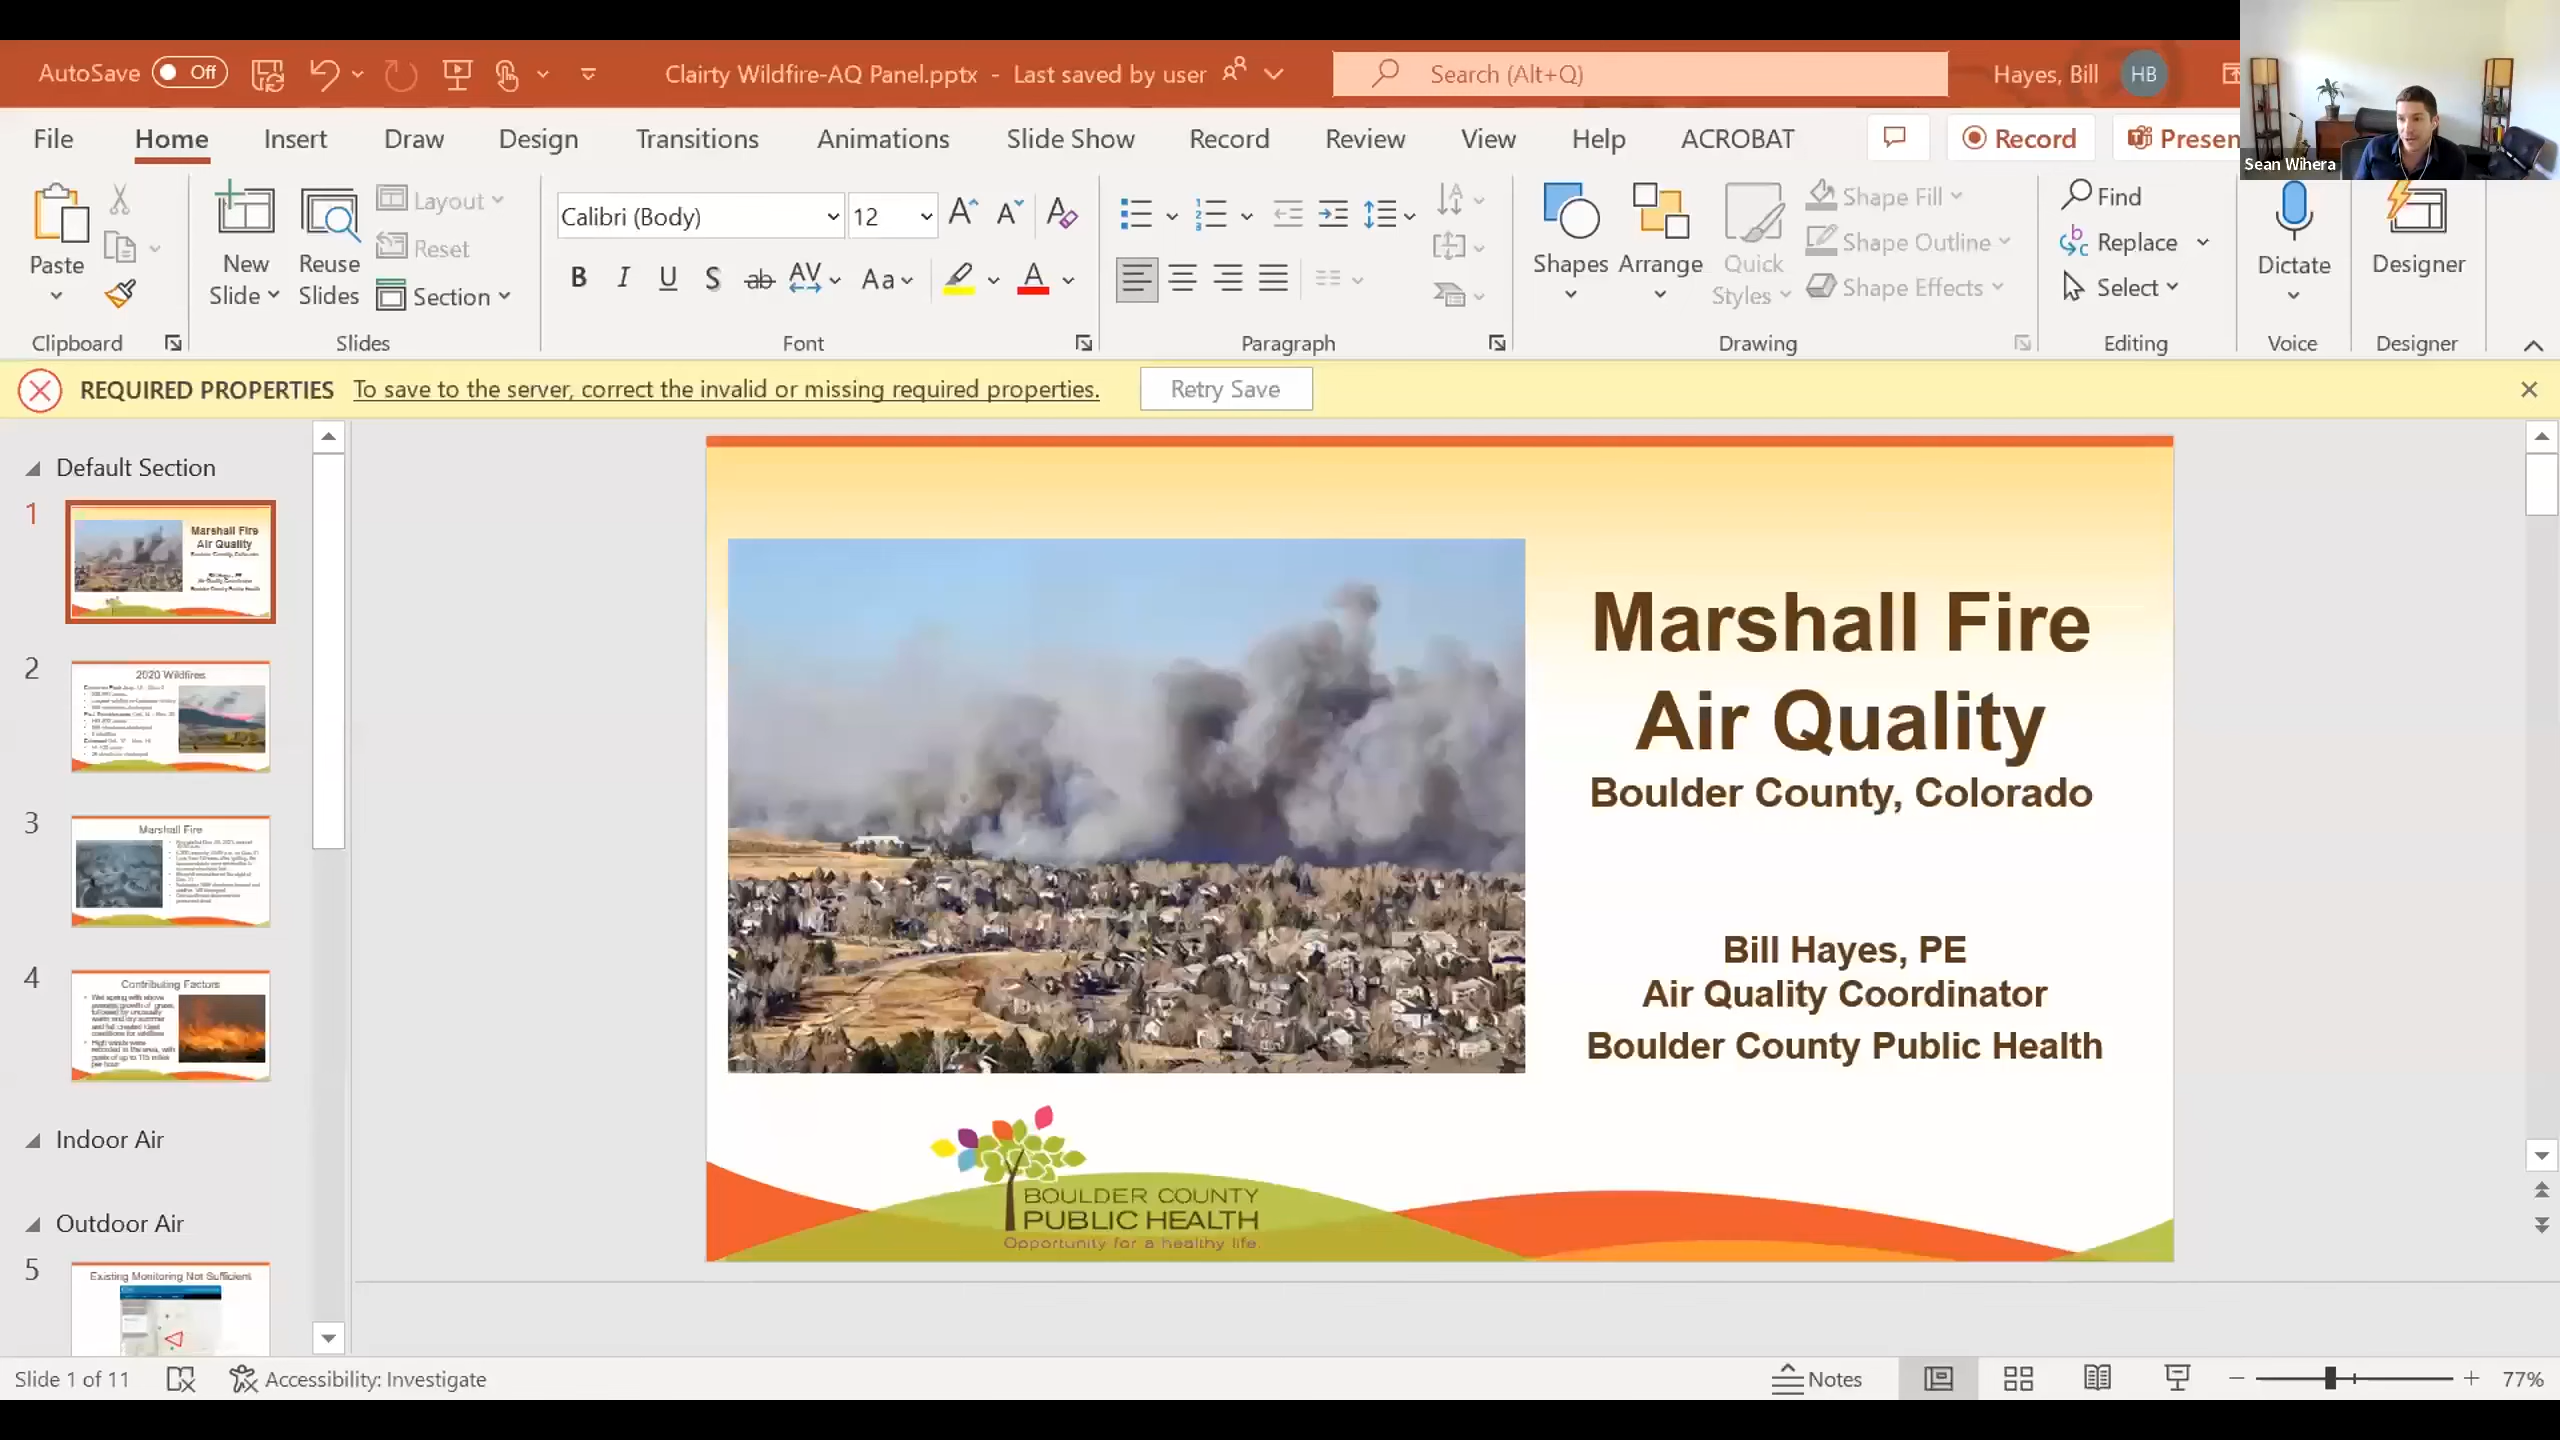 AutoSave Off Clairty Wildfire-AQ Panel.pptx - Last saved by user Search (Alt+Q) Hayes, Bill HB
File Home Insert Draw Design Transitions Animations Slide Show Record Review View Help ACROBAT Record Presen
Sean Wihera
Paste
New Slide
Reuse Slides
Layout
Reset
Section
Calibri (Body) 12
B I U S ab AV Aa A
Shapes Arrange Quick Styles
Shape Fill
Shape Outline
Shape Effects
Find
Replace
Select
Dictate
Designer
Clipboard Slides Font Paragraph Drawing Editing Voice Designer
REQUIRED PROPERTIES To save to the server, correct the invalid or missing required properties. Retry Save
Default Section
1
Marshall Fire
Air Quality
2
2020 Wildfires
3
Marshall Fire
4
Contributing Factors
Indoor Air
Outdoor Air
5
Existing Monitoring Not Sufficient
Marshall Fire
Air Quality
Boulder County, Colorado
Bill Hayes, PE
Air Quality Coordinator
Boulder County Public Health
BOULDER COUNTY
PUBLIC HEALTH
Opportunity for a healthy life.
Slide 1 of 11 Accessibility: Investigate Notes 77%